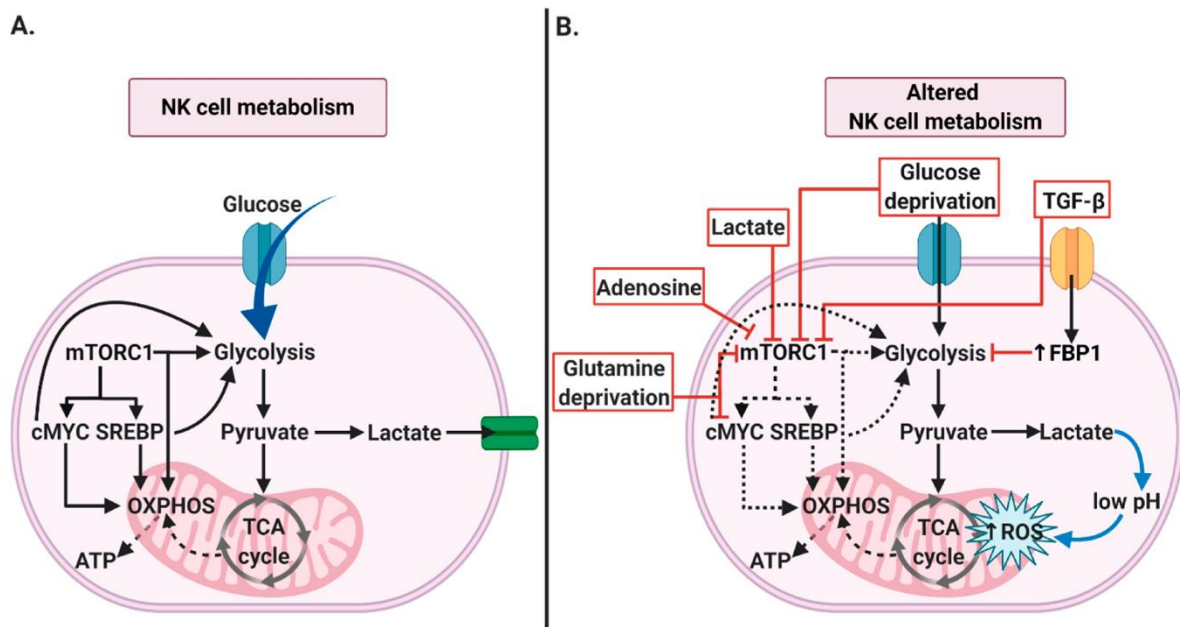 A.
NK cell metabolism
Glucose
mTORC1
Glycolysis
cMYC SREBP
Pyruvate
Lactate
OXPHOS
TCA
cycle
ATP
B.
Altered
NK cell metabolism
Glucose
deprivation
TGF-β
Lactate
Adenosine
mTORC1
Glycolysis
↑FBP1
Glutamine
deprivation
cMYC SREBP
Pyruvate
Lactate
low pH
OXPHOS
TCA
cycle
↑ROS
ATP